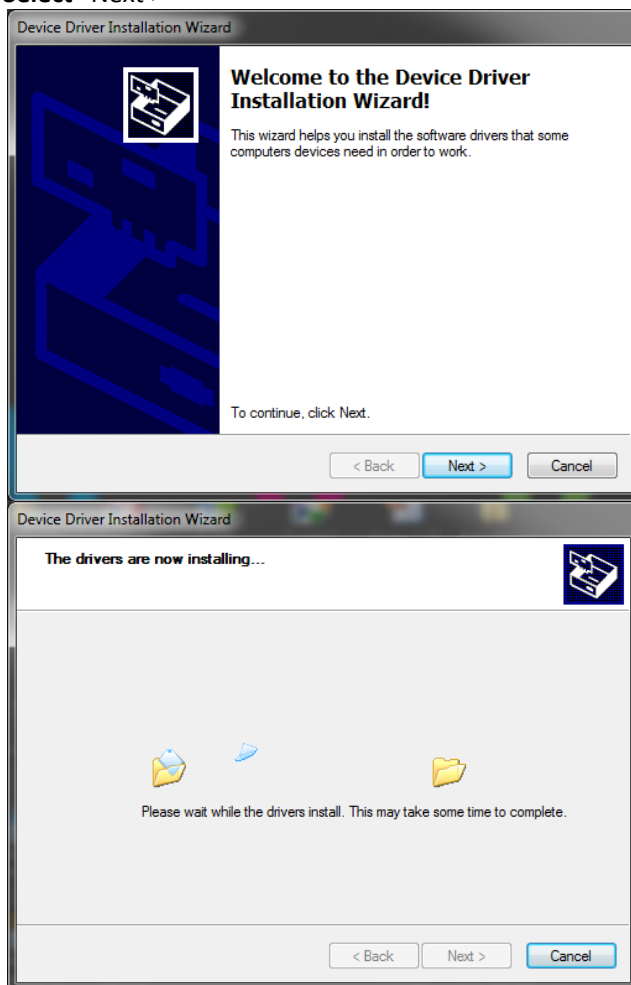 Select "Next >"
Device Driver Installation Wizard
Welcome to the Device Driver
Installation Wizard!
This wizard helps you install the software drivers that some
computers devices need in order to work.
To continue, click Next.
< Back Next > Cancel
Device Driver Installation Wizard
The drivers are now installing...
Please wait while the drivers install. This may take some time to complete.
< Back Next > Cancel